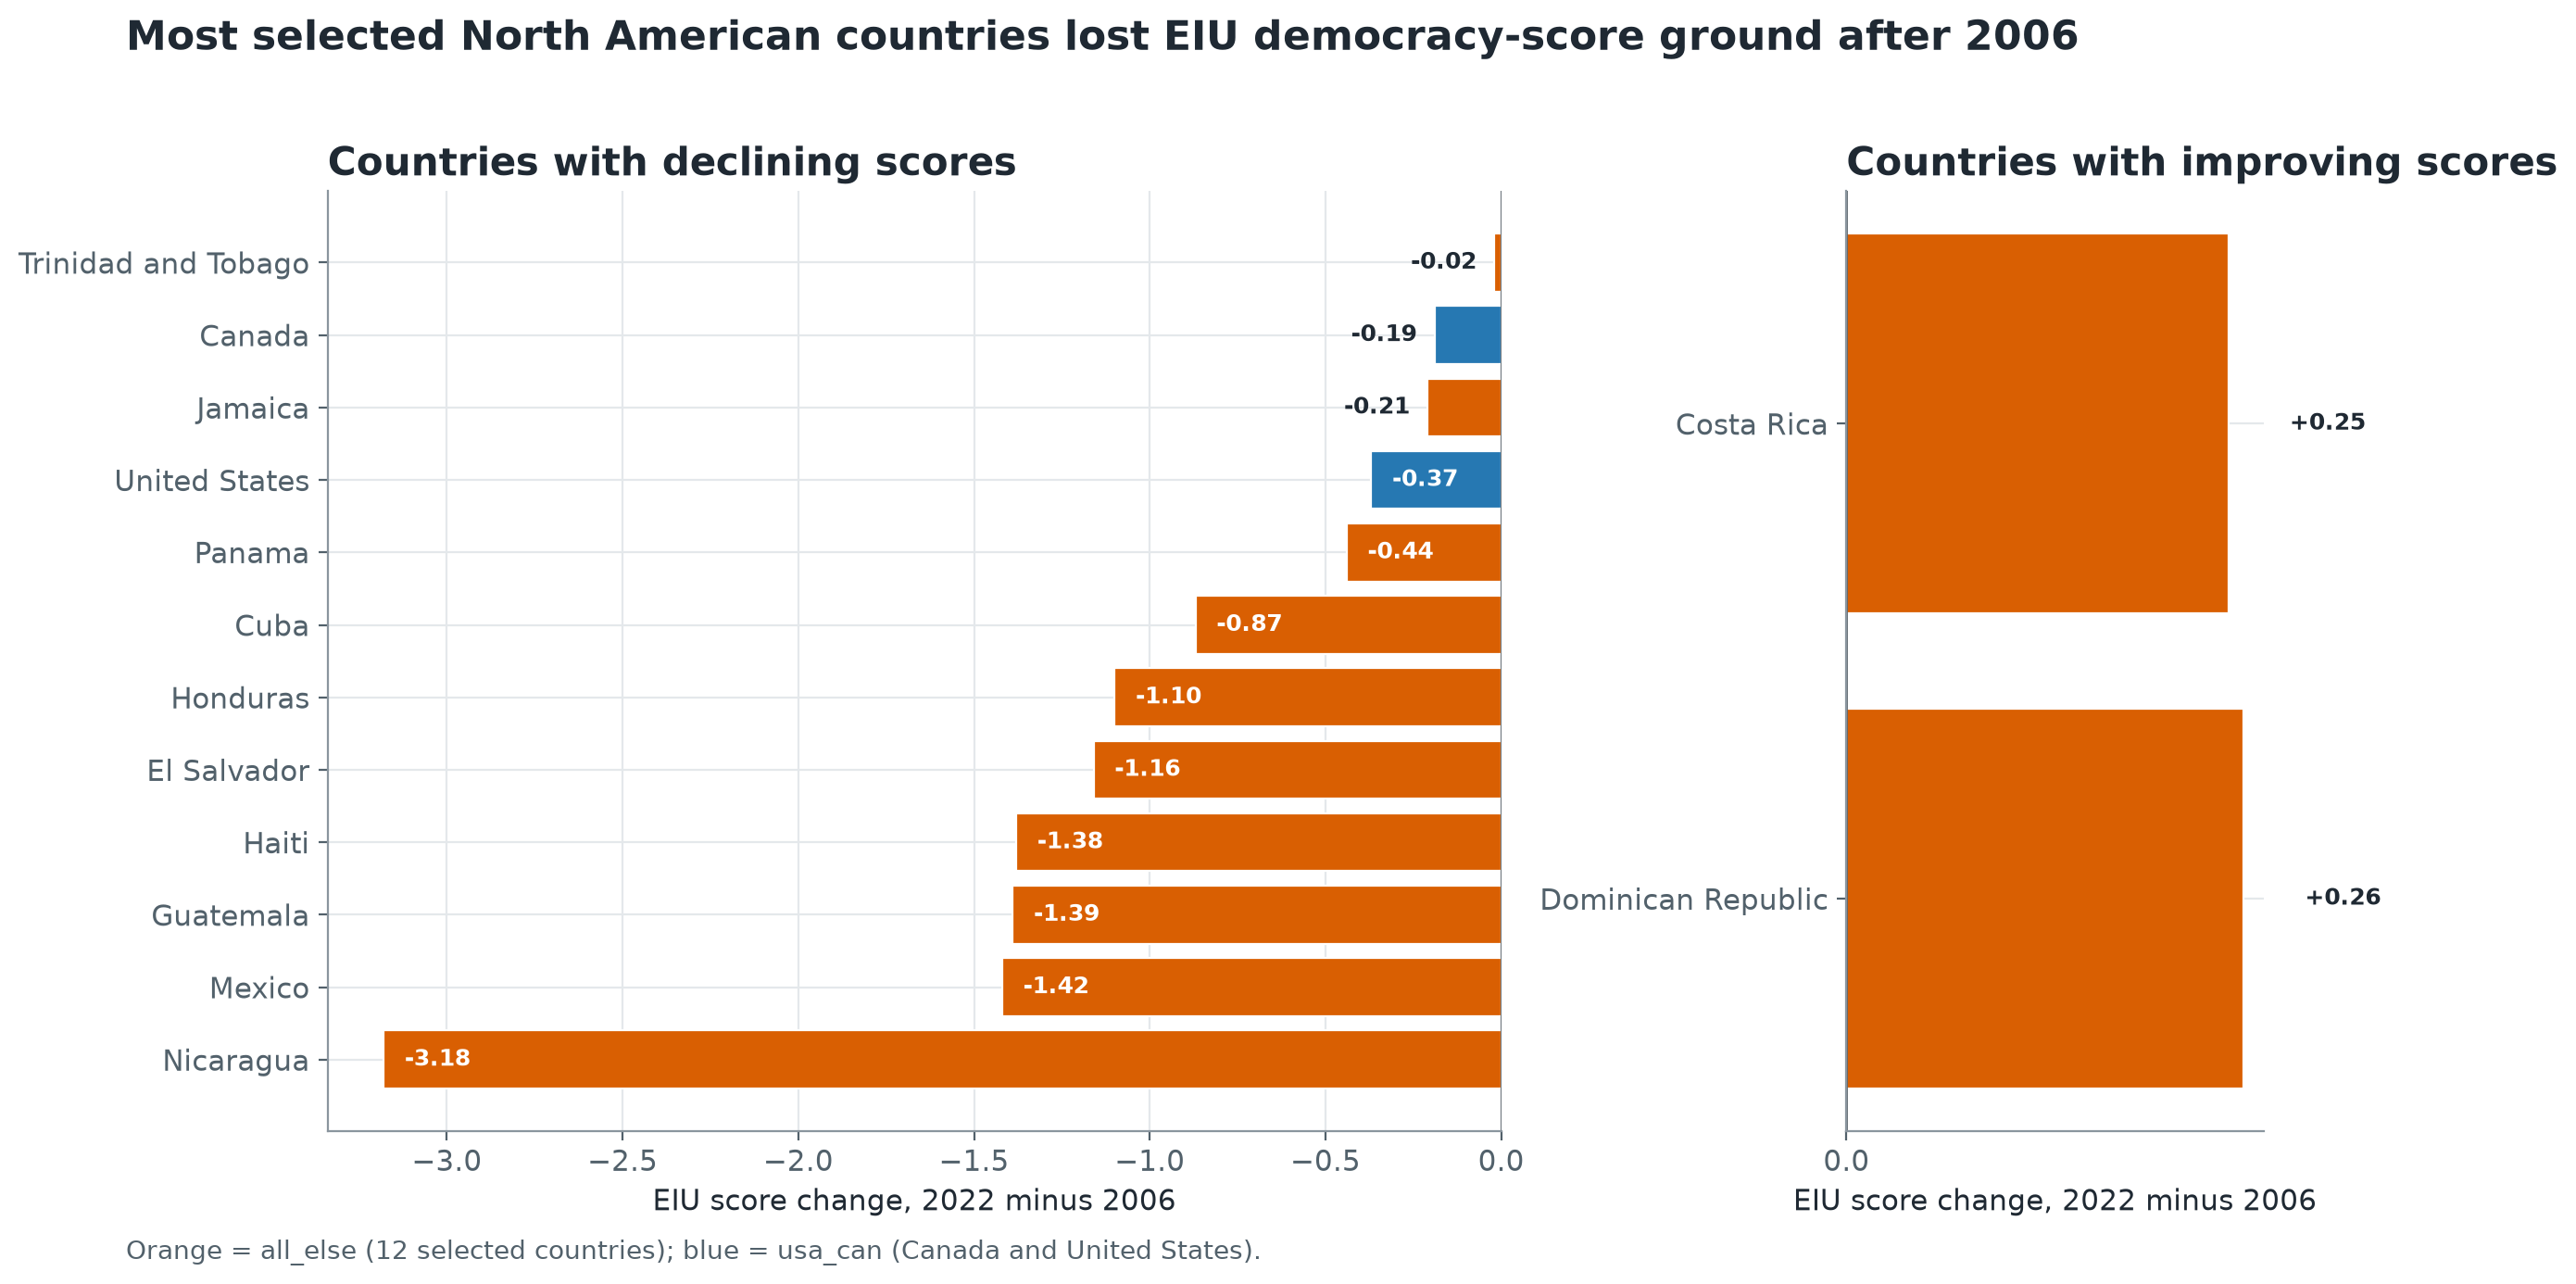 Most selected North American countries lost EIU democracy-score ground after 2006
Countries with declining scores
Trinidad and Tobago
-0.02
Canada
-0.19
Jamaica
-0.21
United States
-0.37
Panama
-0.44
Cuba
-0.87
Honduras
-1.10
El Salvador
-1.16
Haiti
-1.38
Guatemala
-1.39
Mexico
-1.42
Nicaragua
-3.18
−3.0 −2.5 −2.0 −1.5 −1.0 −0.5 0.0
EIU score change, 2022 minus 2006
Countries with improving scores
Costa Rica
+0.25
Dominican Republic
+0.26
0.0
EIU score change, 2022 minus 2006
Orange = all_else (12 selected countries); blue = usa_can (Canada and United States).